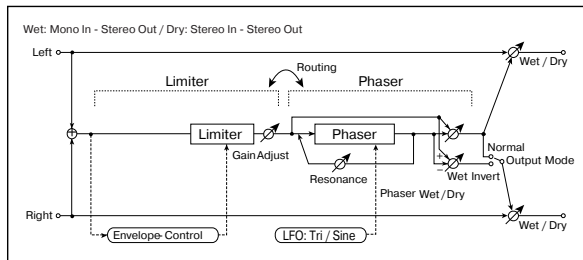 Wet: Mono In - Stereo Out / Dry: Stereo In - Stereo Out
Left
Wet / Dry
Routing
Limiter
Phaser
Limiter
Phaser
Gain Adjust
Resonance
+
−
Normal
Output Mode
Wet Invert
Phaser Wet / Dry
Right
Wet / Dry
Envelope- Control
LFO: Tri / Sine